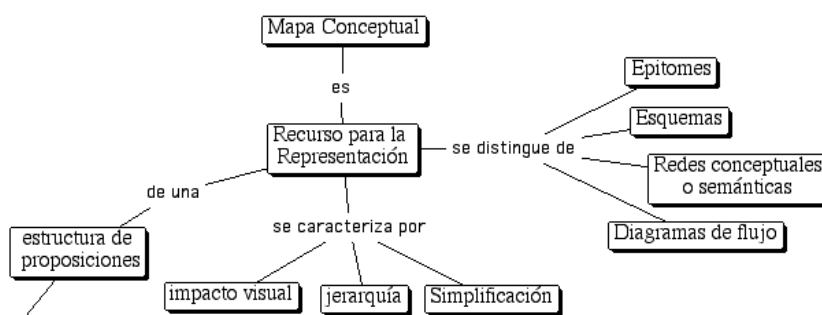 Mapa Conceptual
es
Epitomes
Esquemas
Recurso para la
Representación
se distingue de
Redes conceptuales
o semánticas
de una
Diagramas de flujo
se caracteriza por
estructura de
proposiciones
impacto visual
jerarquía
Simplificación